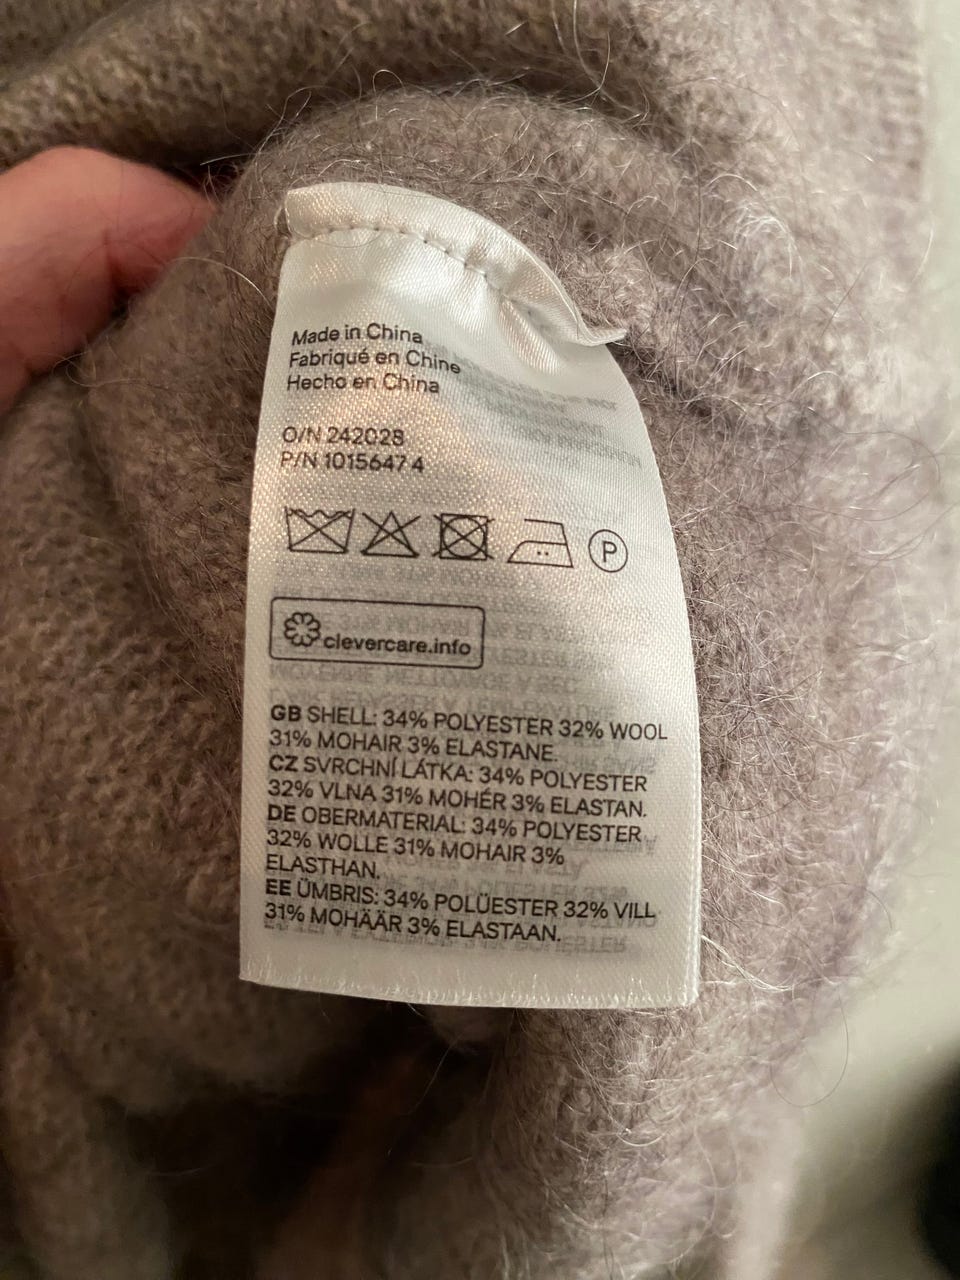 Made in China
Fabriqué en Chine
Hecho en China
O/N 242028
P/N 1015647 4
P
clevercare.info
GB SHELL: 34% POLYESTER 32% WOOL
31% MOHAIR 3% ELASTANE.
CZ SVRCHNÍ LÁTKA: 34% POLYESTER
32% VLNA 31% MOHÉR 3% ELASTAN.
DE OBERMATERIAL: 34% POLYESTER
32% WOLLE 31% MOHAIR 3%
ELASTHAN.
EE ÜMBRIS: 34% POLÜESTER 32% VILL
31% MOHÄÄR 3% ELASTAAN.